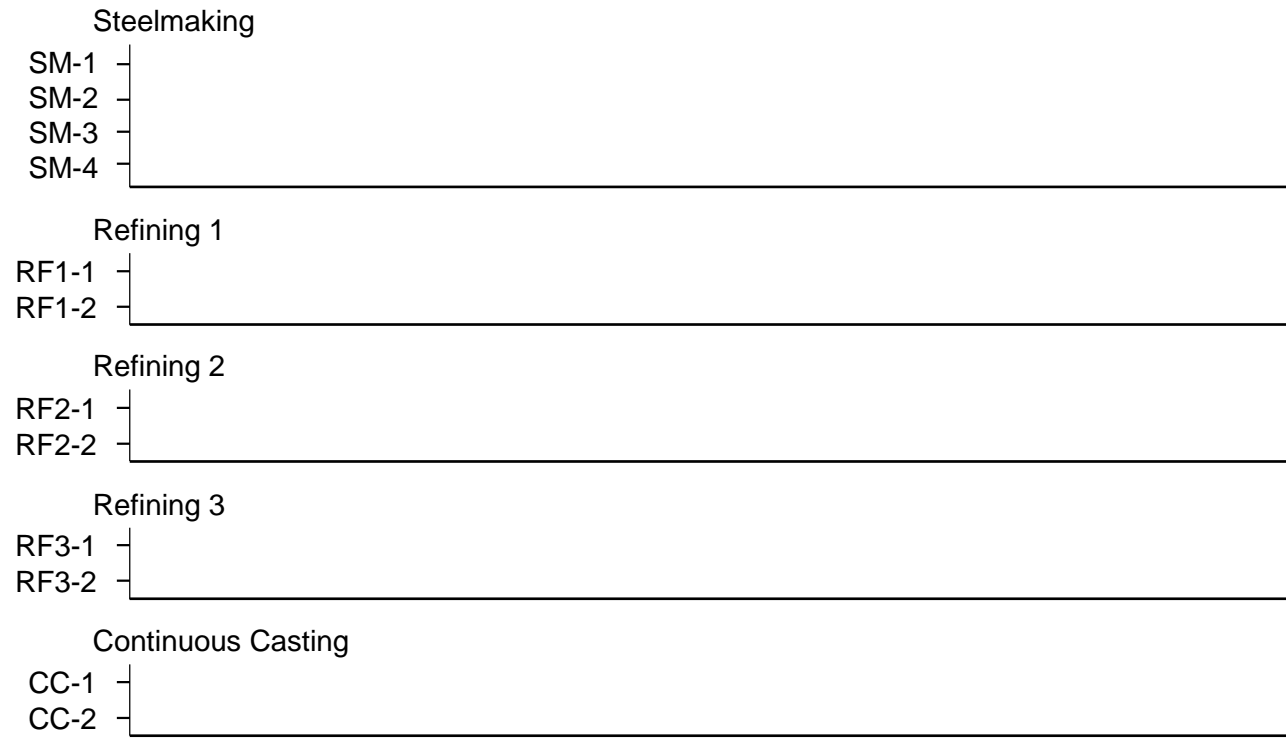 Steelmaking
SM-1
SM-2
SM-3
SM-4
Refining 1
RF1-1
RF1-2
Refining 2
RF2-1
RF2-2
Refining 3
RF3-1
RF3-2
Continuous Casting
CC-1
CC-2